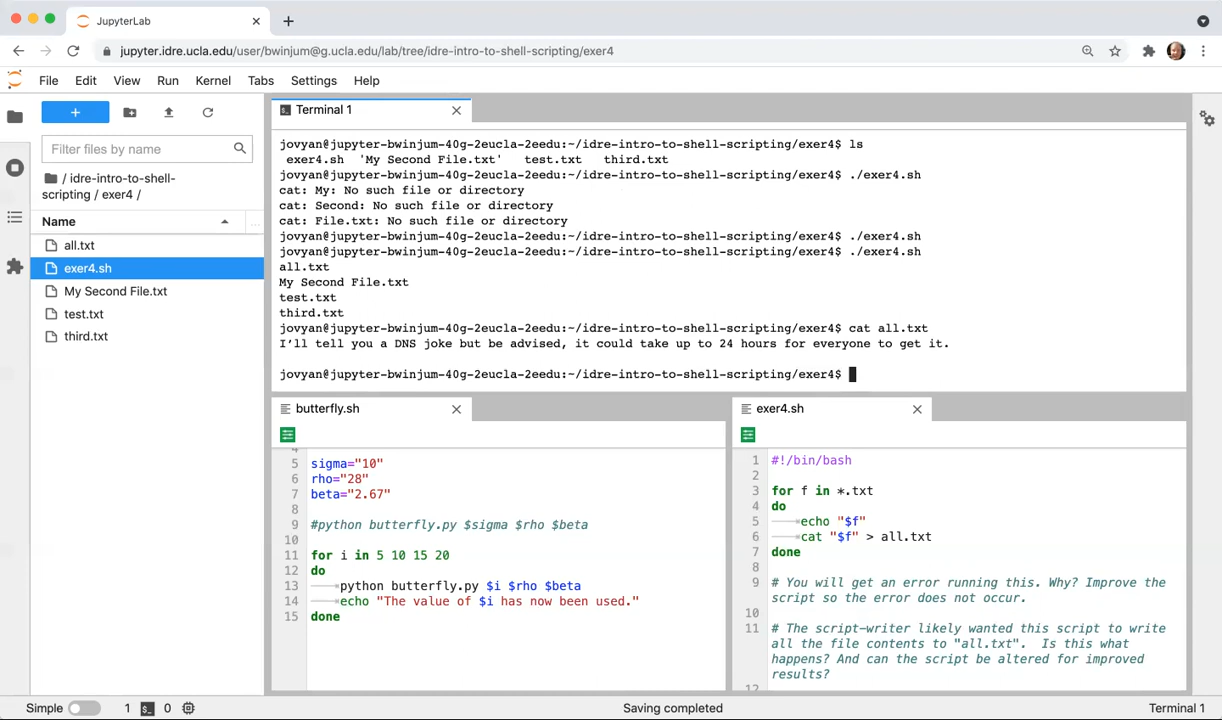 JupyterLab
jupyter.idre.ucla.edu/user/bwinjum@g.ucla.edu/lab/tree/idre-intro-to-shell-scripting/exer4
File Edit View Run Kernel Tabs Settings Help
Filter files by name
/ idre-intro-to-shell-
scripting / exer4 /
Name
all.txt
exer4.sh
My Second File.txt
test.txt
third.txt
Terminal 1
jovyan@jupyter-bwinjum-40g-2eucla-2eedu:~/idre-intro-to-shell-scripting/exer4$ ls
exer4.sh 'My Second File.txt' test.txt third.txt
jovyan@jupyter-bwinjum-40g-2eucla-2eedu:~/idre-intro-to-shell-scripting/exer4$ ./exer4.sh
cat: My: No such file or directory
cat: Second: No such file or directory
cat: File.txt: No such file or directory
jovyan@jupyter-bwinjum-40g-2eucla-2eedu:~/idre-intro-to-shell-scripting/exer4$ ./exer4.sh
jovyan@jupyter-bwinjum-40g-2eucla-2eedu:~/idre-intro-to-shell-scripting/exer4$ ./exer4.sh
all.txt
My Second File.txt
test.txt
third.txt
jovyan@jupyter-bwinjum-40g-2eucla-2eedu:~/idre-intro-to-shell-scripting/exer4$ cat all.txt
I'll tell you a DNS joke but be advised, it could take up to 24 hours for everyone to get it.
jovyan@jupyter-bwinjum-40g-2eucla-2eedu:~/idre-intro-to-shell-scripting/exer4$
butterfly.sh
5 sigma="10"
6 rho="28"
7 beta="2.67"
8
9 #python butterfly.py $sigma $rho $beta
10
11 for i in 5 10 15 20
12 do
13 python butterfly.py $i $rho $beta
14 echo "The value of $i has now been used."
15 done
exer4.sh
1 #!/bin/bash
2
3 for f in *.txt
4 do
5 echo "$f"
6 cat "$f" > all.txt
7 done
8
9 # You will get an error running this. Why? Improve the
script so the error does not occur.
10
11 # The script-writer likely wanted this script to write
all the file contents to "all.txt". Is this what
happens? And can the script be altered for improved
results?
12
Simple 1 0 Saving completed Terminal 1